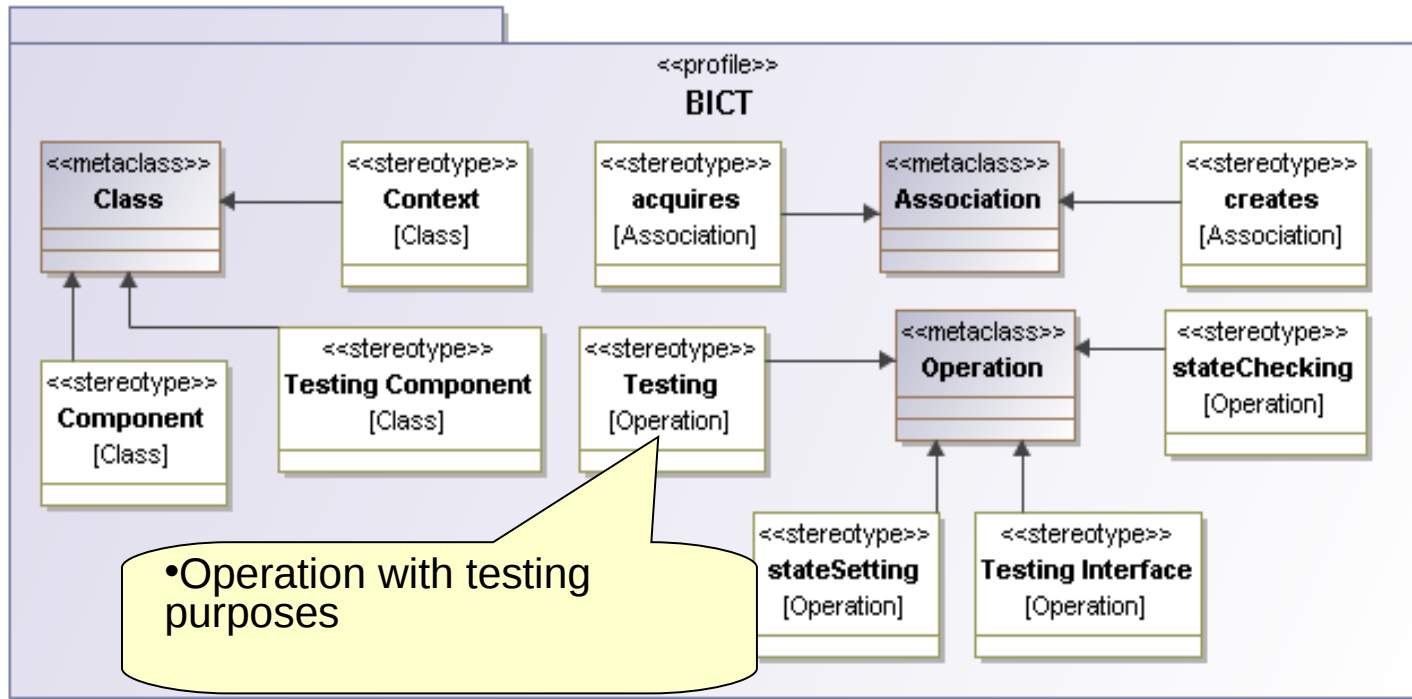 <<profile>>
BICT
<<metaclass>>
Class
<<stereotype>>
Context
[Class]
<<stereotype>>
acquires
[Association]
<<metaclass>>
Association
<<stereotype>>
creates
[Association]
<<stereotype>>
Component
[Class]
<<stereotype>>
Testing Component
[Class]
<<stereotype>>
Testing
[Operation]
<<metaclass>>
Operation
<<stereotype>>
stateChecking
[Operation]
<<stereotype>>
stateSetting
[Operation]
<<stereotype>>
Testing Interface
[Operation]
•Operation with testing
purposes